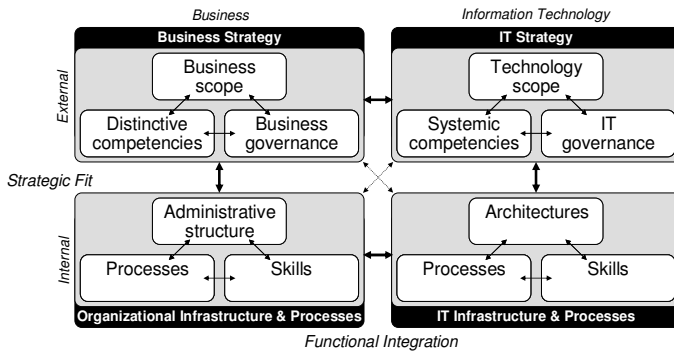 Business
Information Technology
Business Strategy
IT Strategy
External
Business
scope
Technology
scope
Distinctive
competencies
Business
governance
Systemic
competencies
IT
governance
Strategic Fit
Internal
Administrative
structure
Architectures
Processes
Skills
Processes
Skills
Organizational Infrastructure & Processes
IT Infrastructure & Processes
Functional Integration